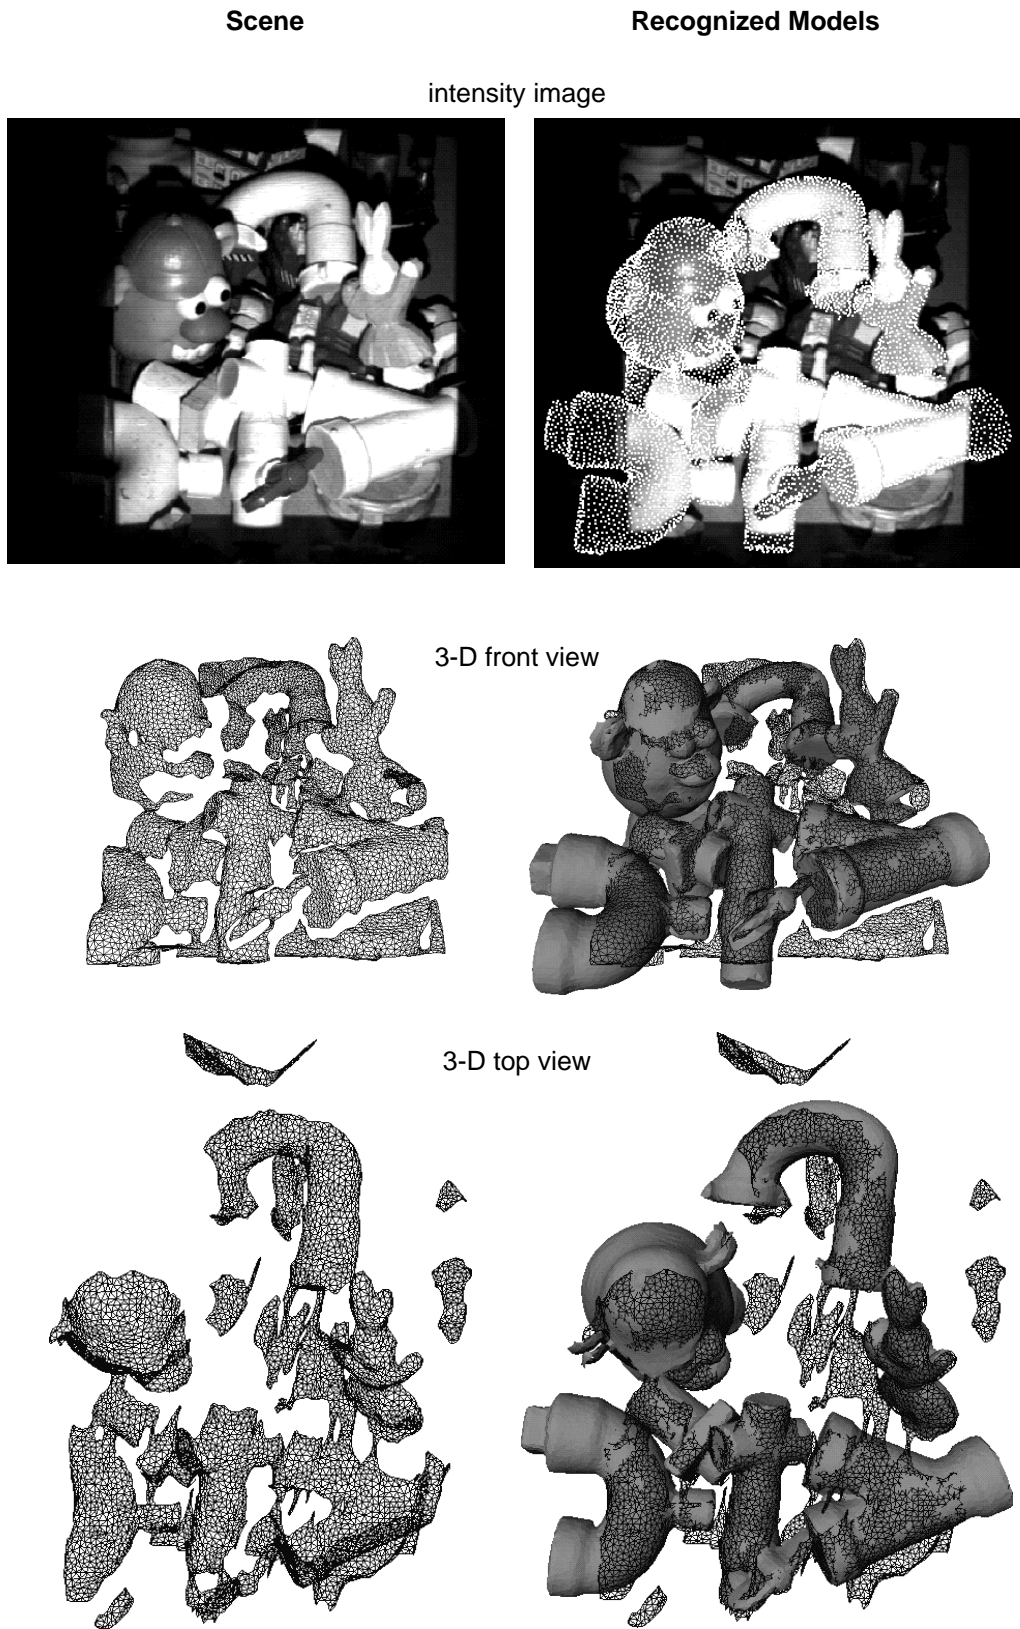 Scene
Recognized Models
intensity image
3-D front view
3-D top view